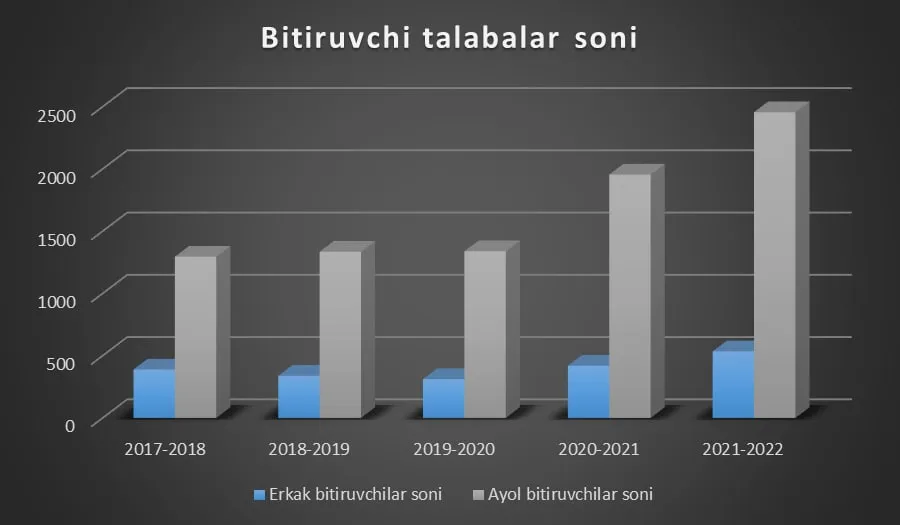 Bitiruvchi talabalar soni
2500
2000
1500
1000
500
0
2017-2018 2018-2019 2019-2020 2020-2021 2021-2022
Erkak bitiruvchilar soni Ayol bitiruvchilar soni